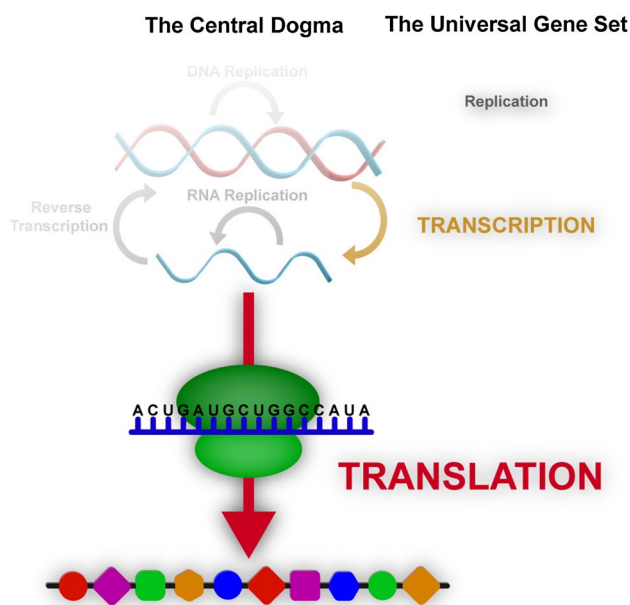 The Central Dogma
The Universal Gene Set
DNA Replication
Replication
RNA Replication
Reverse
Transcription
TRANSCRIPTION
ACUGAUGCUGGCCAUA
TRANSLATION